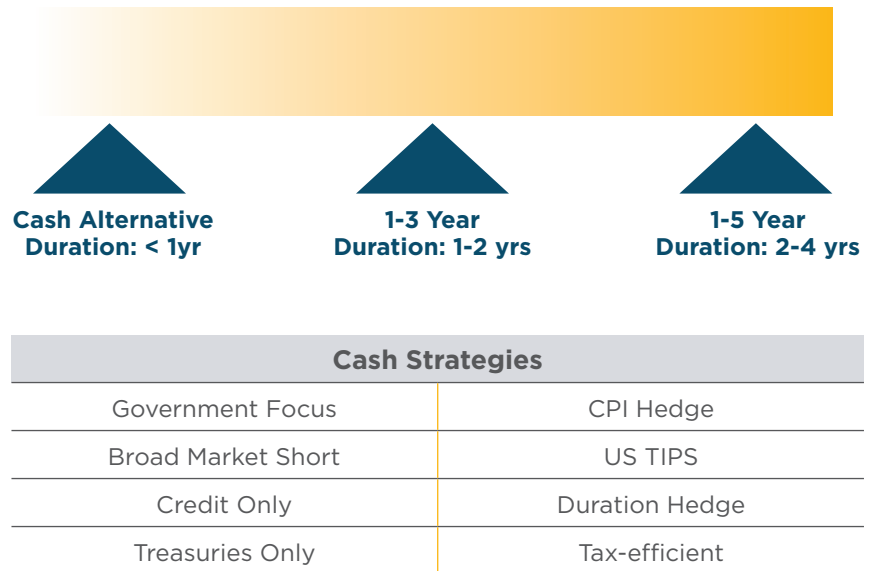 Cash Alternative
Duration: < 1yr
1-3 Year
Duration: 1-2 yrs
1-5 Year
Duration: 2-4 yrs
Cash Strategies
Government Focus
CPI Hedge
Broad Market Short
US TIPS
Credit Only
Duration Hedge
Treasuries Only
Tax-efficient